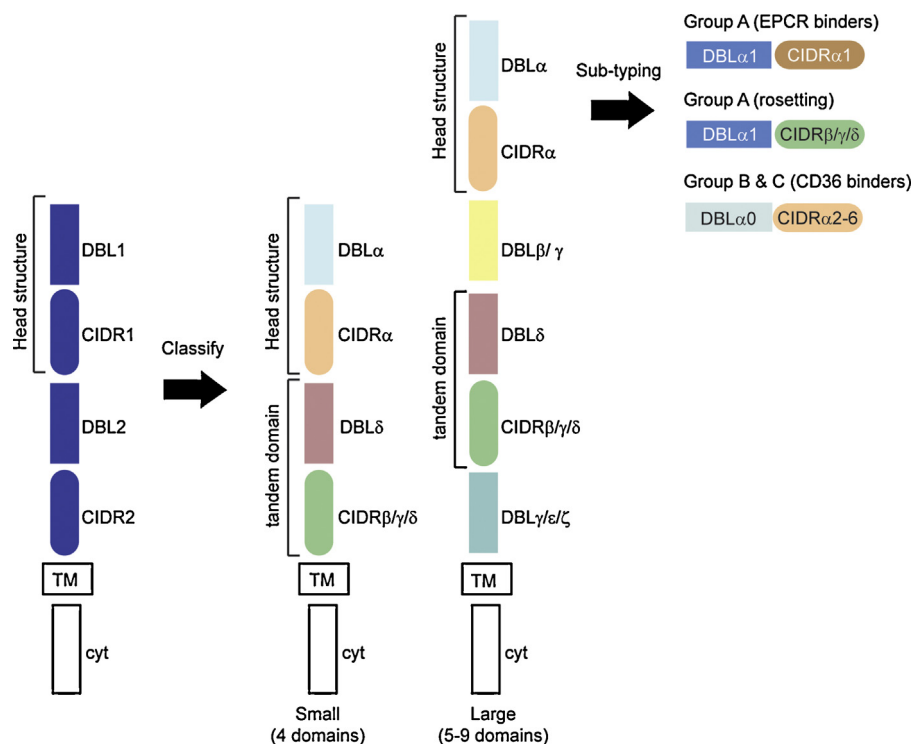 Head structure
DBL1
CIDR1
DBL2
CIDR2
TM
cyt
Classify
Head structure
tandem domain
DBLα
CIDRα
DBLδ
CIDRβ/γ/δ
TM
cyt
Small
(4 domains)
Head structure
tandem domain
DBLα
CIDRα
DBLβ/ γ
DBLδ
CIDRβ/γ/δ
DBLγ/ε/ζ
TM
cyt
Large
(5-9 domains)
Sub-typing
Group A (EPCR binders)
DBLα1 CIDRα1
Group A (rosetting)
DBLα1 CIDRβ/γ/δ
Group B & C (CD36 binders)
DBLα0 CIDRα2-6